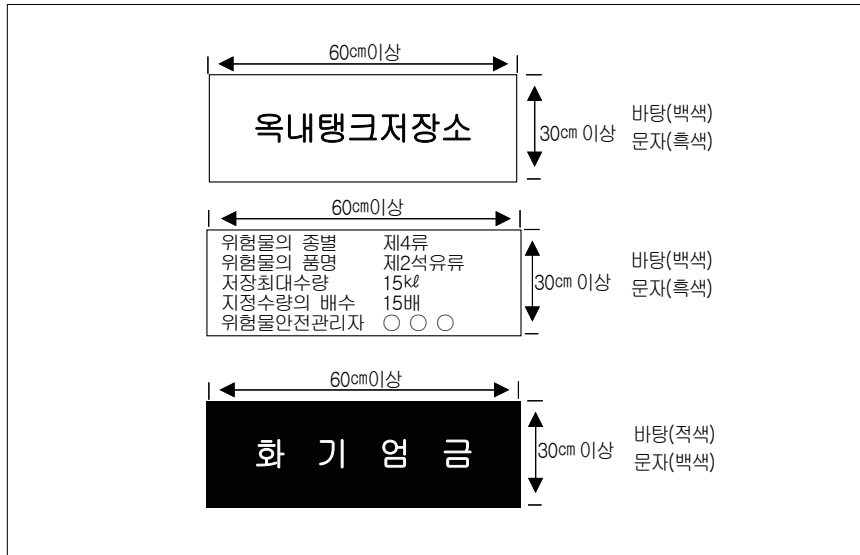 60㎝이상
옥내탱크저장소
30㎝ 이상
바탕(백색)
문자(흑색)
60㎝이상
위험물의 종별 제4류
위험물의 품명 제2석유류
저장최대수량 15㎘
지정수량의 배수 15배
위험물안전관리자 ○ ○ ○
30㎝ 이상
바탕(백색)
문자(흑색)
60㎝이상
화 기 엄 금
30㎝ 이상
바탕(적색)
문자(백색)